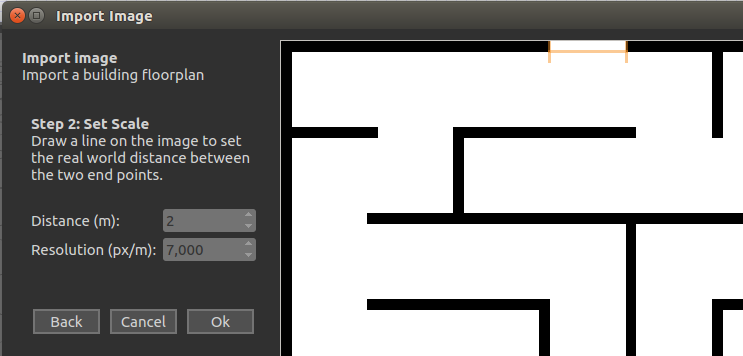 Import Image
Import image
Import a building floorplan
Step 2: Set Scale
Draw a line on the image to set
the real world distance between
the two end points.
Distance (m): 2
Resolution (px/m): 7,000
Back Cancel Ok